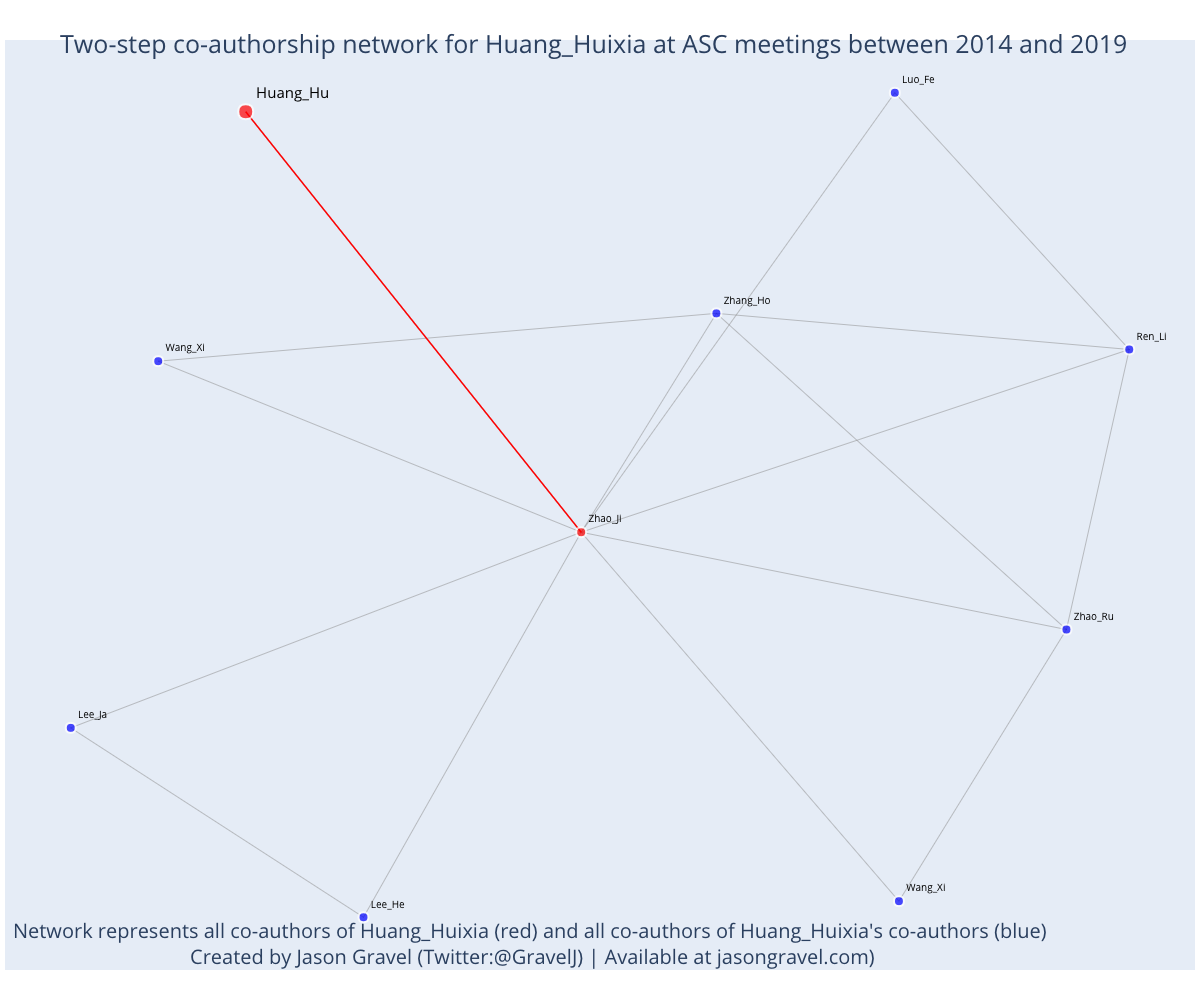 Two-step co-authorship network for Huang_Huixia at ASC meetings between 2014 and 2019
Luo_Fe
Huang_Hu
Zhang_Ho
Ren_Li
Wang_Xi
Zhao_Ji
Zhao_Ru
Lee_Ja
Wang_Xi
Lee_He
Network represents all co-authors of Huang_Huixia (red) and all co-authors of Huang_Huixia's co-authors (blue)
Created by Jason Gravel (Twitter:@GravelJ) | Available at jasongravel.com)